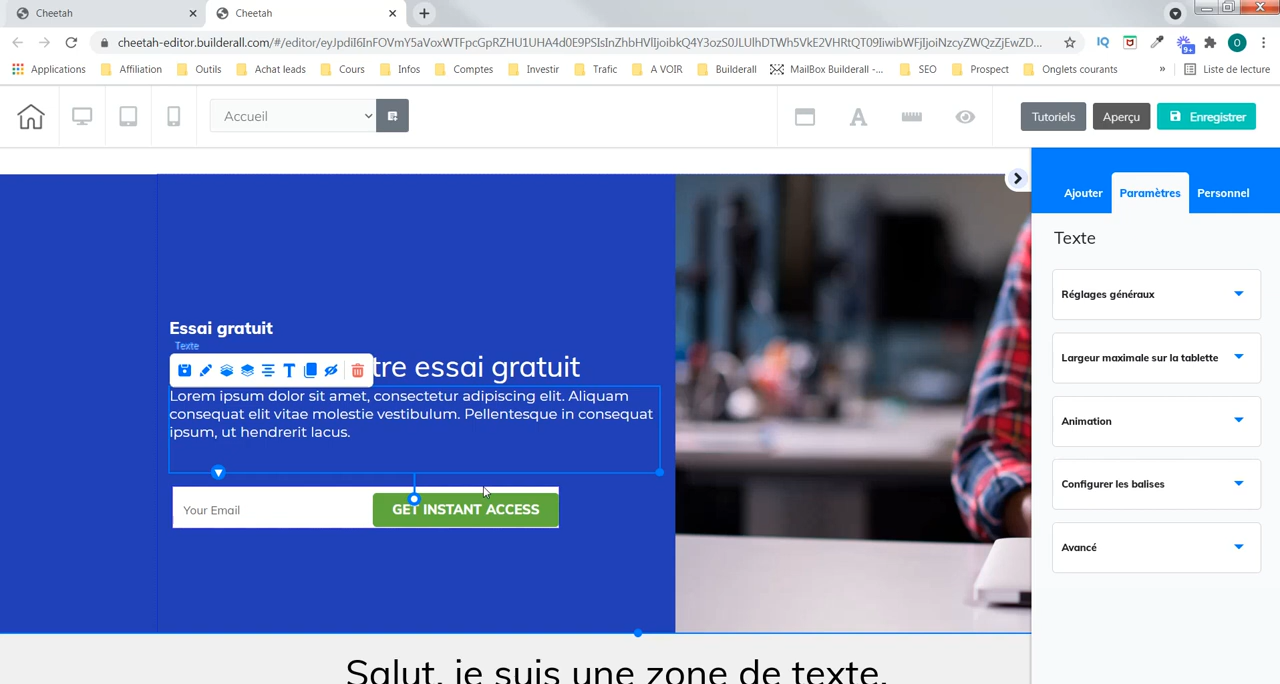 Cheetah
Cheetah
cheetah-editor.builderall.com/#/editor/eyJpdiI6InFOVmY5aVoxWTFpcGpRZHU1UHA4d0E9PSIsInZhbHVlIjoibkQ4Y3ozS0JLUlhDTWh5VkE2VHRtQT09IiwibWFjIjoiNzcyZWQzZjEwZD...
9+
O
Applications
Affiliation
Outils
Achat leads
Cours
Infos
Comptes
Investir
Trafic
A VOIR
Builderall
MailBox Builderall -...
SEO
Prospect
Onglets courants
»
Liste de lecture
Accueil
Tutoriels
Aperçu
Enregistrer
Ajouter
Paramètres
Personnel
Texte
Réglages généraux
Largeur maximale sur la tablette
Animation
Configurer les balises
Avancé
Essai gratuit
Texte
tre essai gratuit
Lorem ipsum dolor sit amet, consectetur adipiscing elit. Aliquam
consequat elit vitae molestie vestibulum. Pellentesque in consequat
ipsum, ut hendrerit lacus.
Your Email
GET INSTANT ACCESS
Salut, je suis une zone de texte.